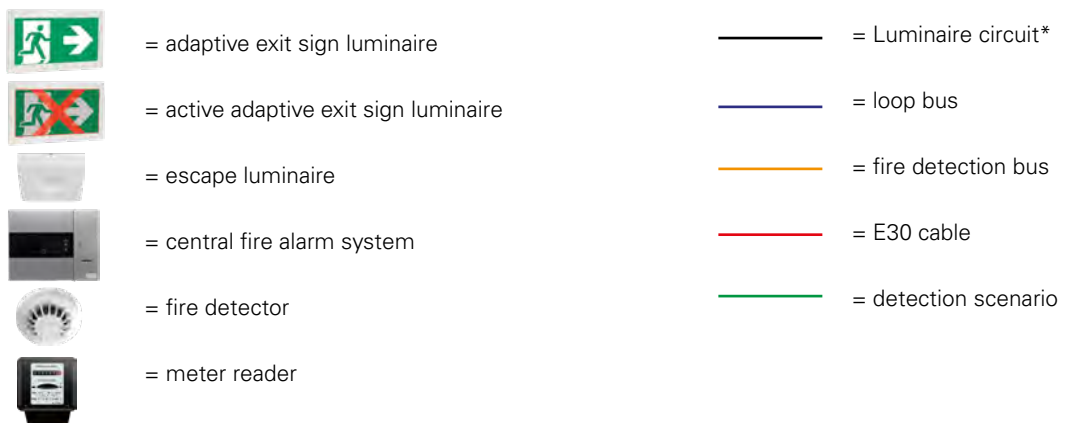 = adaptive exit sign luminaire
= active adaptive exit sign luminaire
= escape luminaire
= central fire alarm system
= fire detector
= meter reader
= Luminaire circuit*
= loop bus
= fire detection bus
= E30 cable
= detection scenario